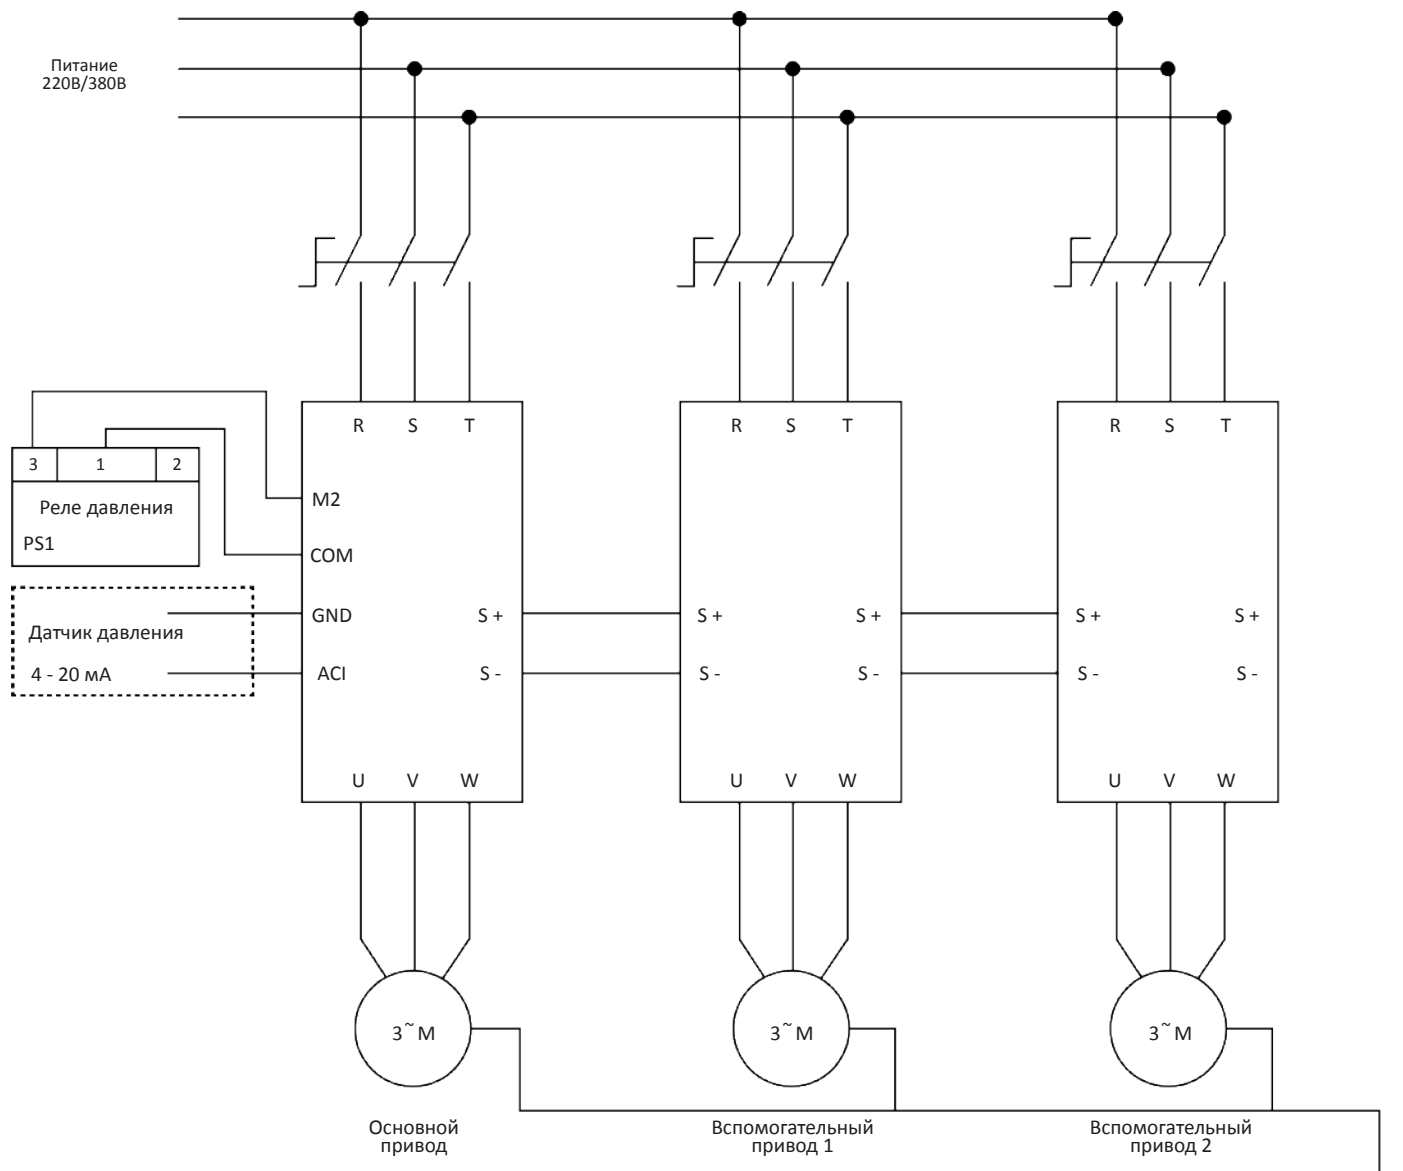 Питание
220В/380В
R S T
R S T
R S T
3 1 2
Реле давления
PS1
M2
COM
GND
ACI
Датчик давления
4 - 20 мА
S +
S -
S +
S -
S +
S -
S +
S -
S +
S -
U V W
U V W
U V W
3~М
3~М
3~М
Основной
привод
Вспомогательный
привод 1
Вспомогательный
привод 2